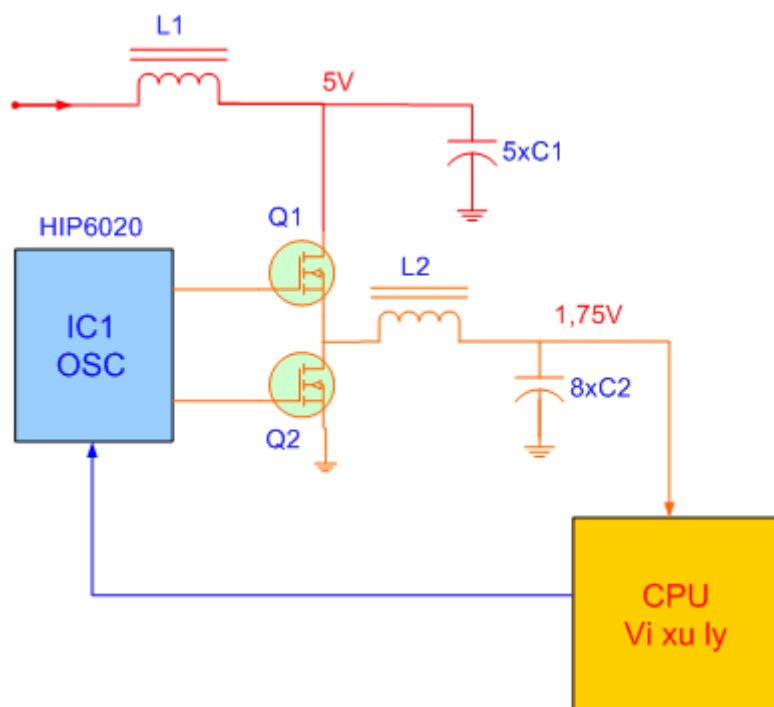 L1
5V
5xC1
HIP6020
Q1
L2
IC1
OSC
1,75V
8xC2
Q2
CPU
Vi xu ly